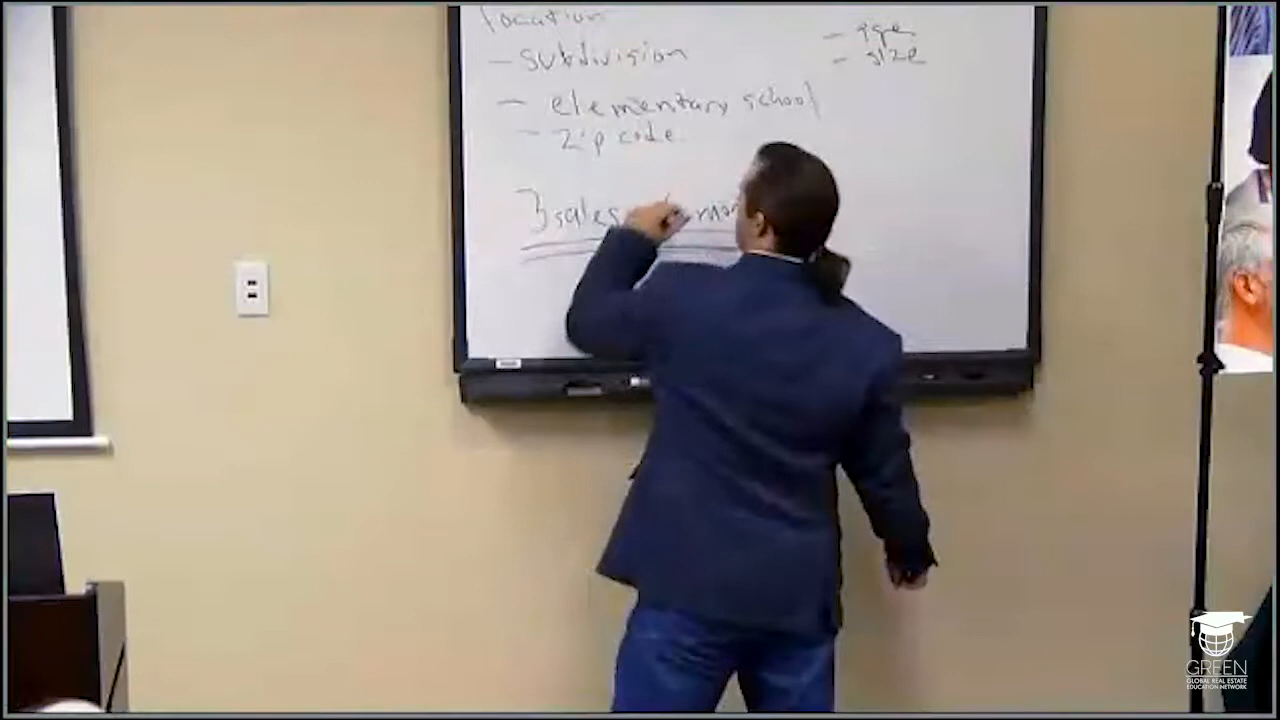 location
- subdivision
- elementary school
- zip code
3 sales
- age
- size
GREEN
GLOBAL REAL ESTATE
EDUCATION NETWORK